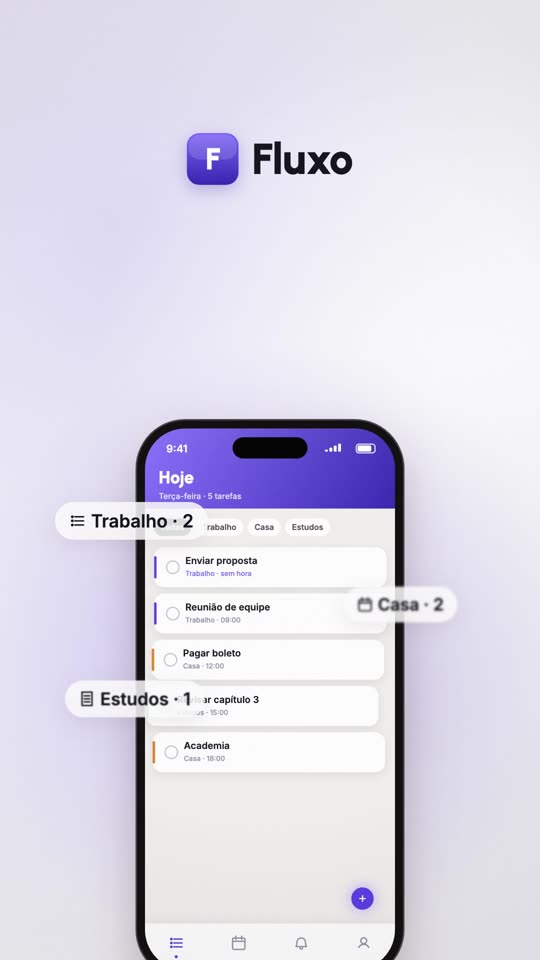 F Fluxo
9:41
Hoje
Terça-feira · 5 tarefas
Trabalho · 2
Casa
Estudos
Enviar proposta
Trabalho · sem hora
Reunião de equipe
Trabalho · 09:00
Casa · 2
Pagar boleto
Casa · 12:00
Estudos · 1
capítulo 3
15:00
Academia
Casa · 18:00